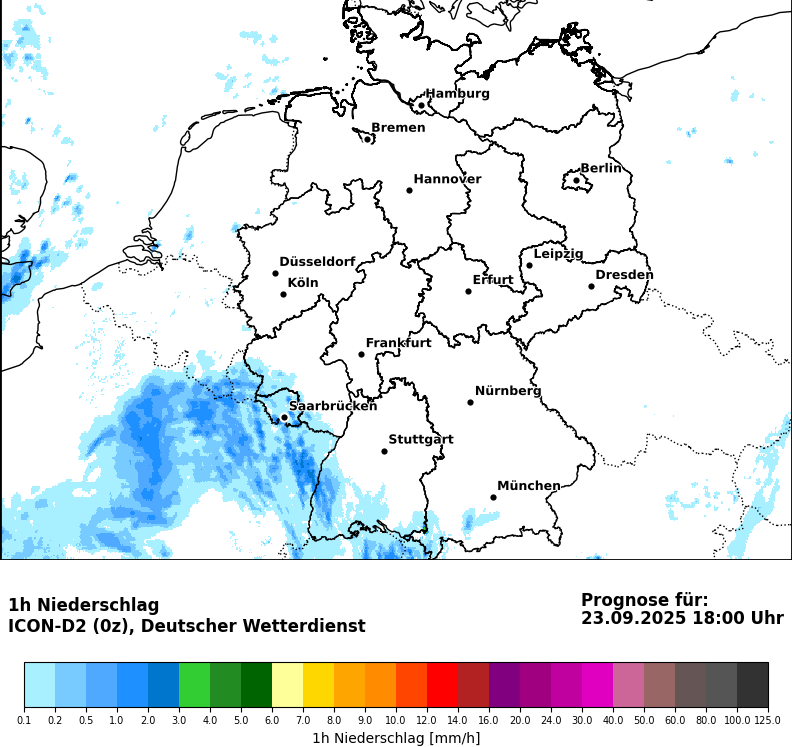 Hamburg
Bremen
Berlin
Hannover
Leipzig
Düsseldorf
Dresden
Köln
Erfurt
Frankfurt
Nürnberg
Saarbrücken
Stuttgart
München
1h Niederschlag
ICON-D2 (0z), Deutscher Wetterdienst
Prognose für:
23.09.2025 18:00 Uhr
0.1 0.2 0.5 1.0 2.0 3.0 4.0 5.0 6.0 7.0 8.0 9.0 10.0 12.0 14.0 16.0 20.0 24.0 30.0 40.0 50.0 60.0 80.0 100.0 125.0
1h Niederschlag [mm/h]